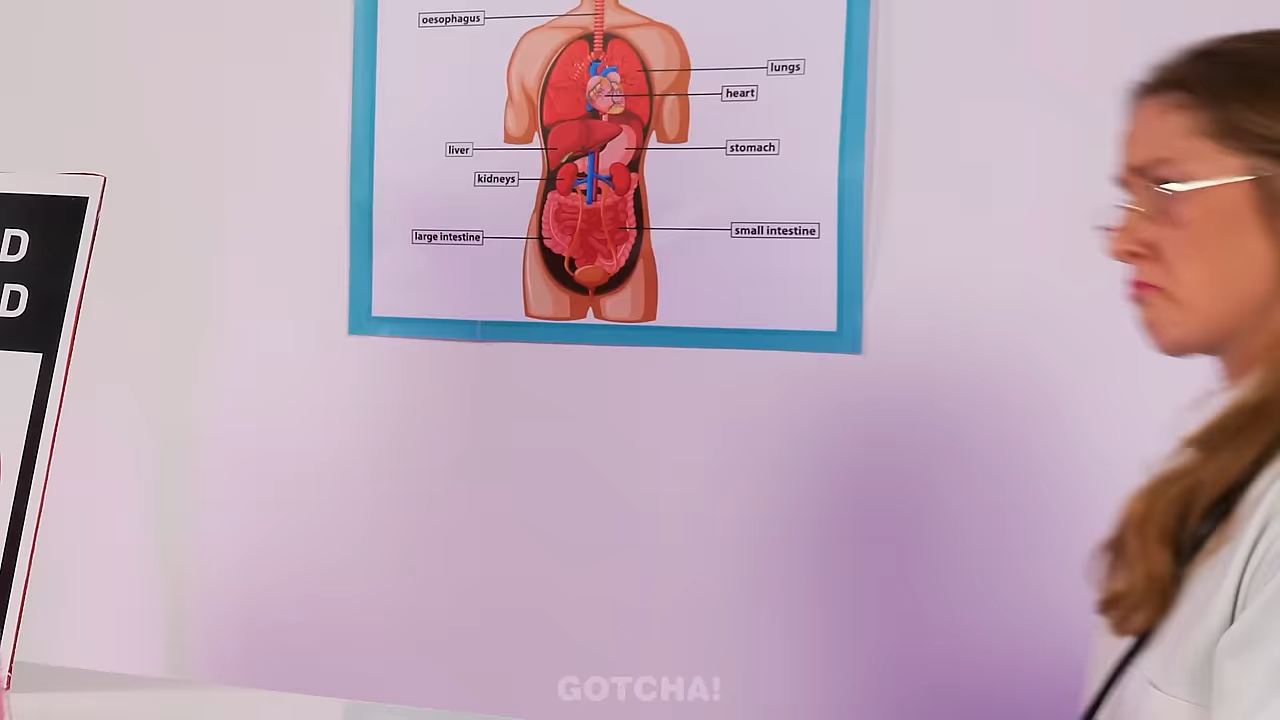 oesophagus
lungs
heart
liver
stomach
kidneys
large intestine
small intestine
D
D
GOTCHA!